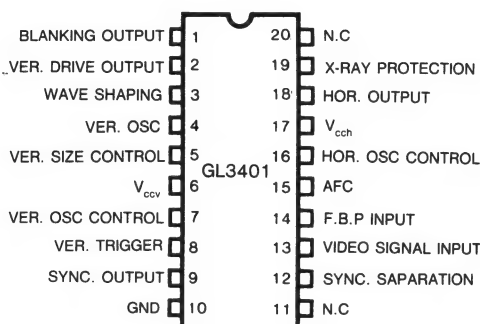 BLANKING OUTPUT 1 20 N.C
VER. DRIVE OUTPUT 2 19 X-RAY PROTECTION
WAVE SHAPING 3 18 HOR. OUTPUT
VER. OSC 4 17 Vcch
VER. SIZE CONTROL 5 16 HOR. OSC CONTROL
GL3401
Vccv 6 15 AFC
VER. OSC CONTROL 7 14 F.B.P INPUT
VER. TRIGGER 8 13 VIDEO SIGNAL INPUT
SYNC. OUTPUT 9 12 SYNC. SAPARATION
GND 10 11 N.C